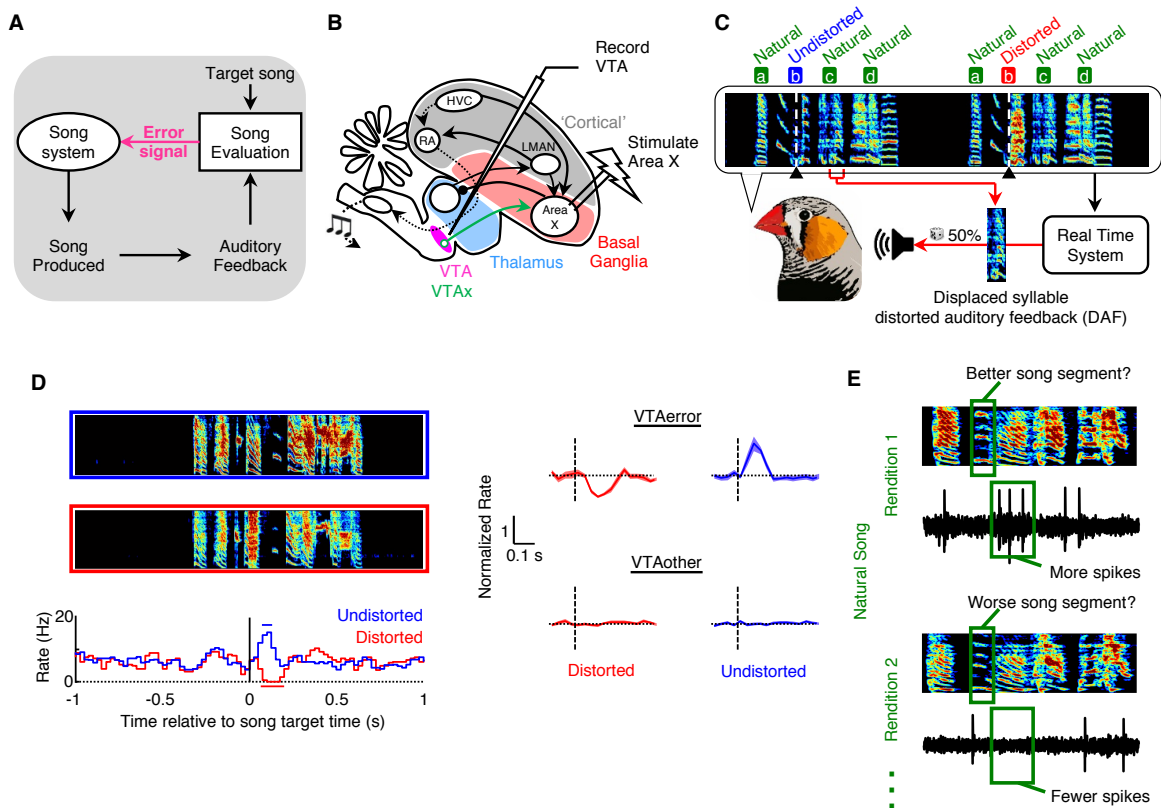 A
Target song
Song system
Error signal
Song Evaluation
Song Produced
Auditory Feedback
B
Record VTA
HVC
RA
LMAN
'Cortical'
Stimulate Area X
Area X
Basal Ganglia
Thalamus
VTA
VTAx
C
Natural
Undistorted
Natural
Natural
Natural
Distorted
Natural
Natural
a
b
c
d
a
b
c
d
50%
Real Time System
Displaced syllable
distorted auditory feedback (DAF)
D
Rate (Hz)
20
0
Undistorted
Distorted
-1
-0.5
0
0.5
1
Time relative to song target time (s)
VTAerror
Normalized Rate
1
0.1 s
VTAother
Distorted
Undistorted
E
Better song segment?
Natural Song
Rendition 1
More spikes
Worse song segment?
Rendition 2
Fewer spikes